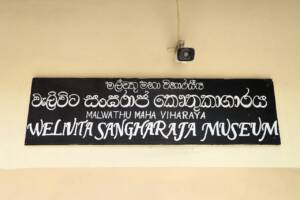 මල්වතු මහා විහාරීය
වැලිවිට සංඝරාජ කෞතුකාගාරය
MALWATHU MAHA VIHARAYA
WELIVITA SANGHARAJA MUSEUM